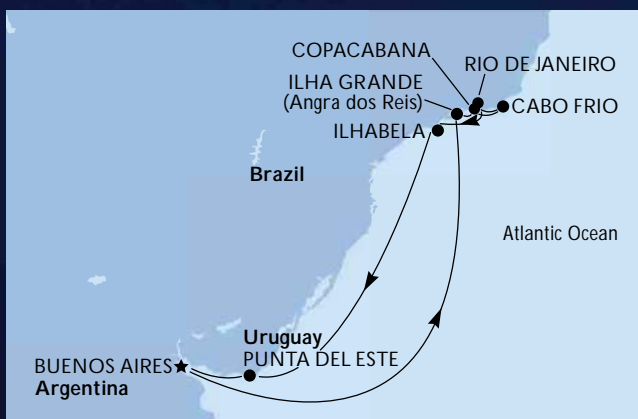 COPACABANA
RIO DE JANEIRO
ILHA GRANDE
(Angra dos Reis)
CABO FRIO
ILHABELA
Brazil
Atlantic Ocean
Uruguay
PUNTA DEL ESTE
BUENOS AIRES
Argentina